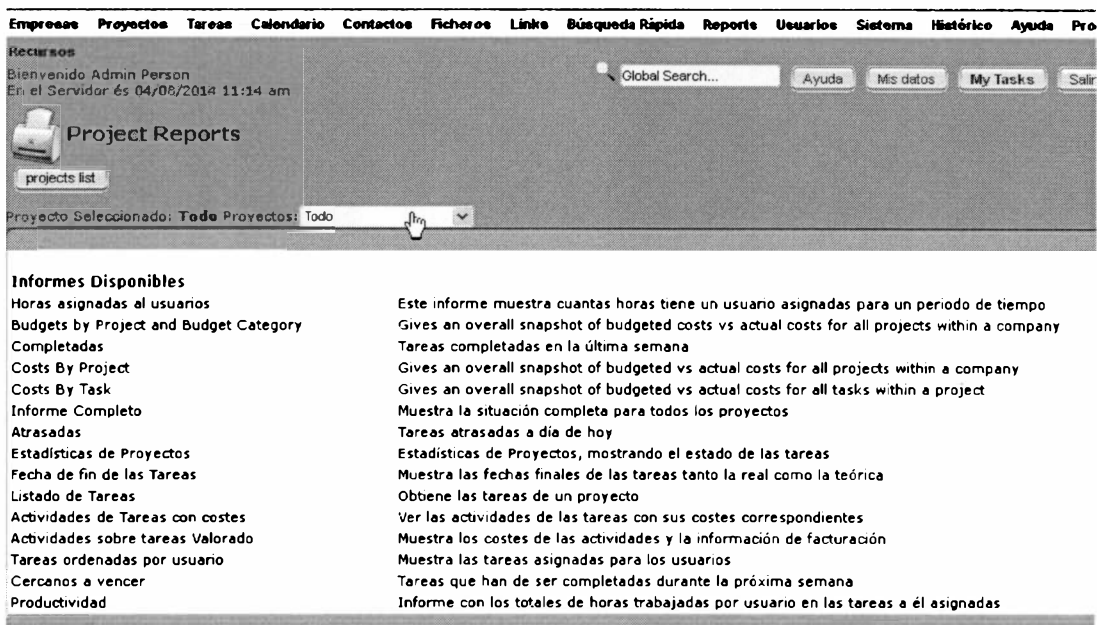 Empresas Proyectos Tareas Calendario Contactos Ficheros Links Búsqueda Rápida Reports Usuarios Sistema Histórico Ayuda Pro
Recursos
Bienvenido Admin Person
En el Servidor és 04/08/2014 11:14 am
Global Search... Ayuda Mis datos My Tasks Salir
Project Reports
projects list
Proyecto Seleccionado: Todo Proyectos: Todo
Informes Disponibles
Horas asignadas al usuarios Este informe muestra cuantas horas tiene un usuario asignadas para un periodo de tiempo
Budgets by Project and Budget Category Gives an overall snapshot of budgeted costs vs actual costs for all projects within a company
Completadas Tareas completadas en la última semana
Costs By Project Gives an overall snapshot of budgeted vs actual costs for all projects within a company
Costs By Task Gives an overall snapshot of budgeted vs actual costs for all tasks within a project
Informe Completo Muestra la situación completa para todos los proyectos
Atrasadas Tareas atrasadas a día de hoy
Estadísticas de Proyectos Estadísticas de Proyectos, mostrando el estado de las tareas
Fecha de fin de las Tareas Muestra las fechas finales de las tareas tanto la real como la teórica
Listado de Tareas Obtiene las tareas de un proyecto
Actividades de Tareas con costes Ver las actividades de las tareas con sus costes correspondientes
Actividades sobre tareas Valorado Muestra los costes de las actividades y la información de facturación
Tareas ordenadas por usuario Muestra las tareas asignadas para los usuarios
Cercanos a vencer Tareas que han de ser completadas durante la próxima semana
Productividad Informe con los totales de horas trabajadas por usuario en las tareas a él asignadas